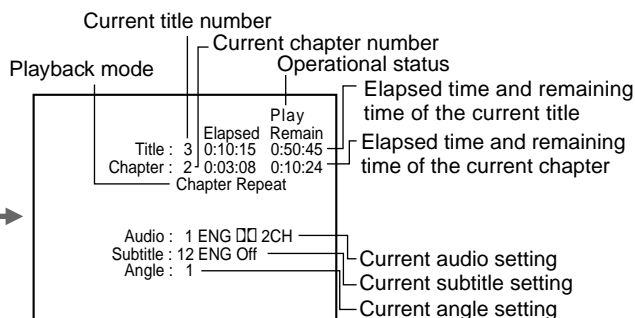 Current title number
Current chapter number
Operational status
Playback mode
Elapsed time and remaining
time of the current title
Play
Elapsed Remain
Title : 3 0:10:15 0:50:45
Elapsed time and remaining
time of the current chapter
Chapter : 2 0:03:08 0:10:24
Chapter Repeat
Audio : 1 ENG 2CH
Subtitle : 12 ENG Off
Angle : 1
Current audio setting
Current subtitle setting
Current angle setting